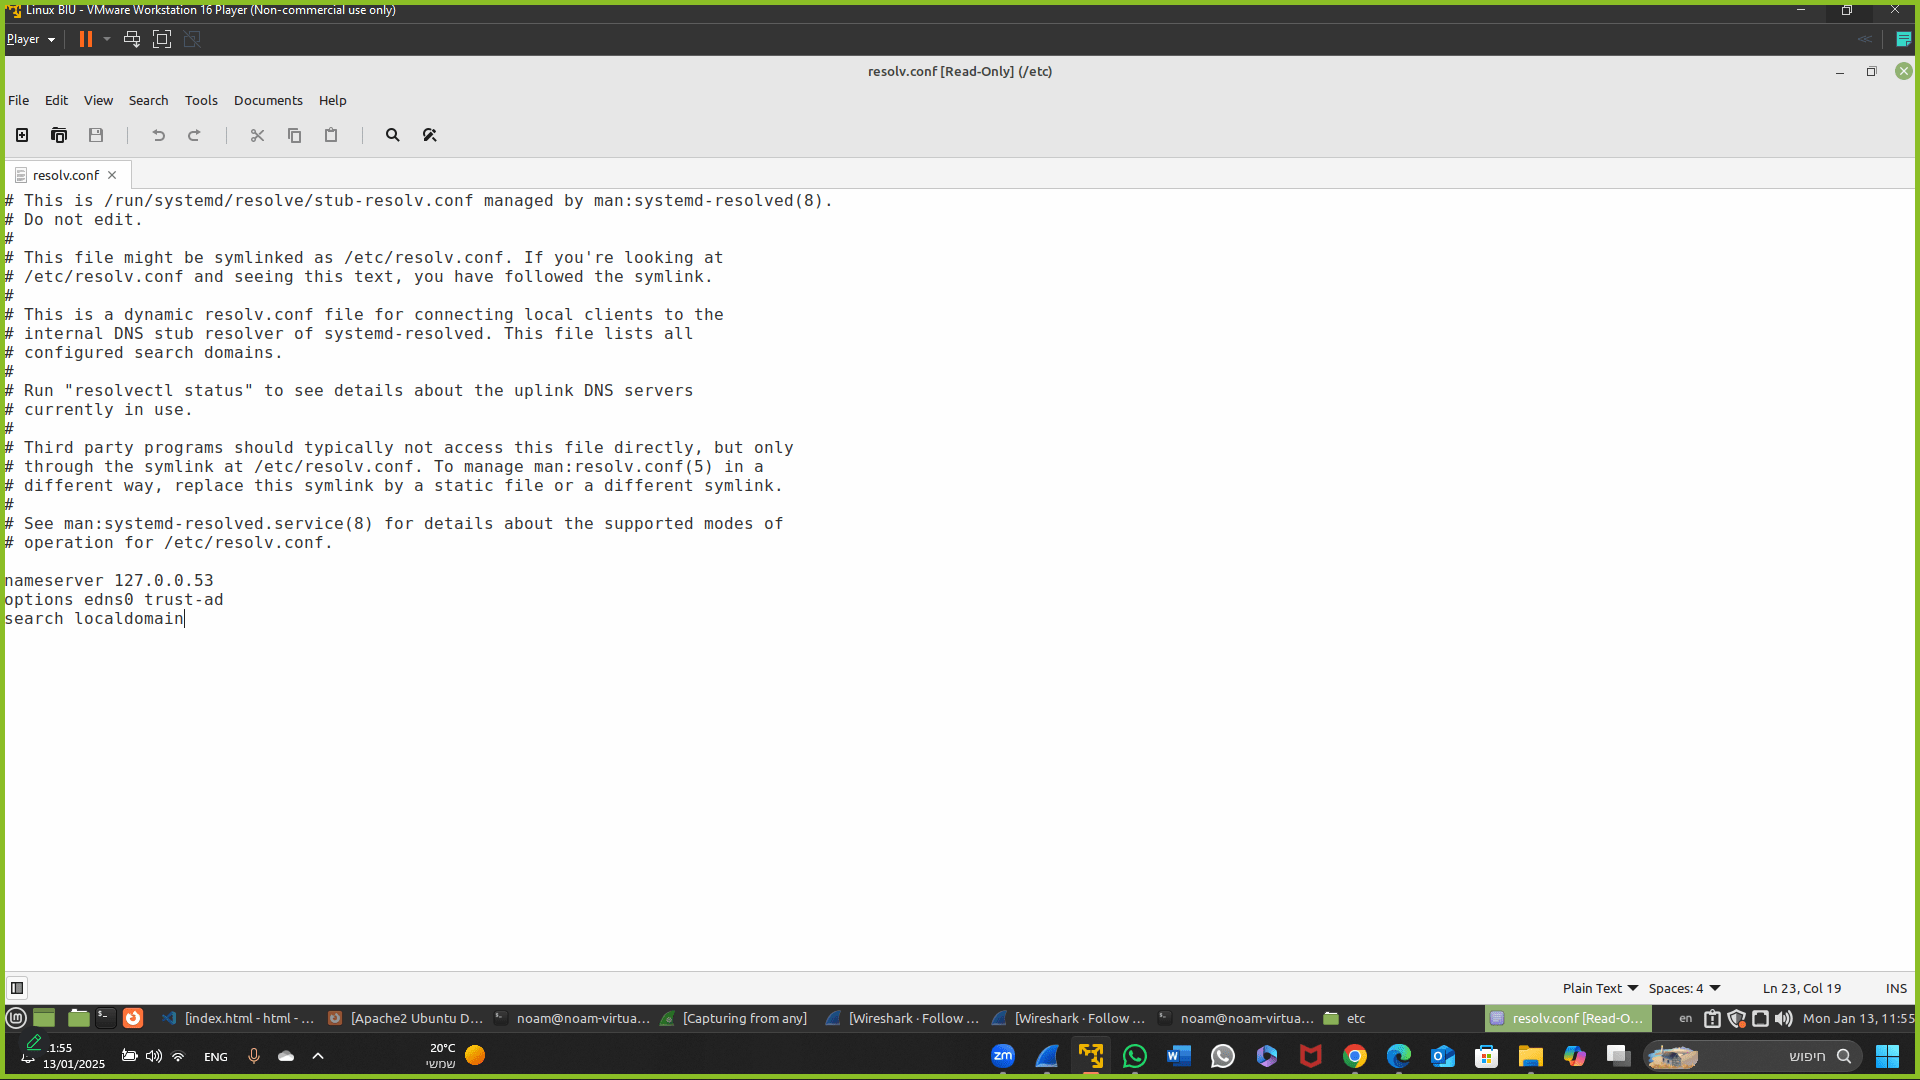 Linux BIU - VMware Workstation 16 Player (Non-commercial use only)
Player
resolv.conf [Read-Only] (/etc)
File Edit View Search Tools Documents Help
resolv.conf
# This is /run/systemd/resolve/stub-resolv.conf managed by man:systemd-resolved(8).
# Do not edit.
#
# This file might be symlinked as /etc/resolv.conf. If you're looking at
# /etc/resolv.conf and seeing this text, you have followed the symlink.
#
# This is a dynamic resolv.conf file for connecting local clients to the
# internal DNS stub resolver of systemd-resolved. This file lists all
# configured search domains.
#
# Run "resolvectl status" to see details about the uplink DNS servers
# currently in use.
#
# Third party programs should typically not access this file directly, but only
# through the symlink at /etc/resolv.conf. To manage man:resolv.conf(5) in a
# different way, replace this symlink by a static file or a different symlink.
#
# See man:systemd-resolved.service(8) for details about the supported modes of
# operation for /etc/resolv.conf.
nameserver 127.0.0.53
options edns0 trust-ad
search localdomain
Plain Text Spaces: 4 Ln 23, Col 19 INS
[index.html - html - ... [Apache2 Ubuntu D... noam@noam-virtua... [Capturing from any] [Wireshark · Follow ... [Wireshark · Follow ... noam@noam-virtua... etc resolv.conf [Read-O... en Mon Jan 13, 11:55
11:55
13/01/2025
ENG
20°C
שמשי
zm
חיפוש